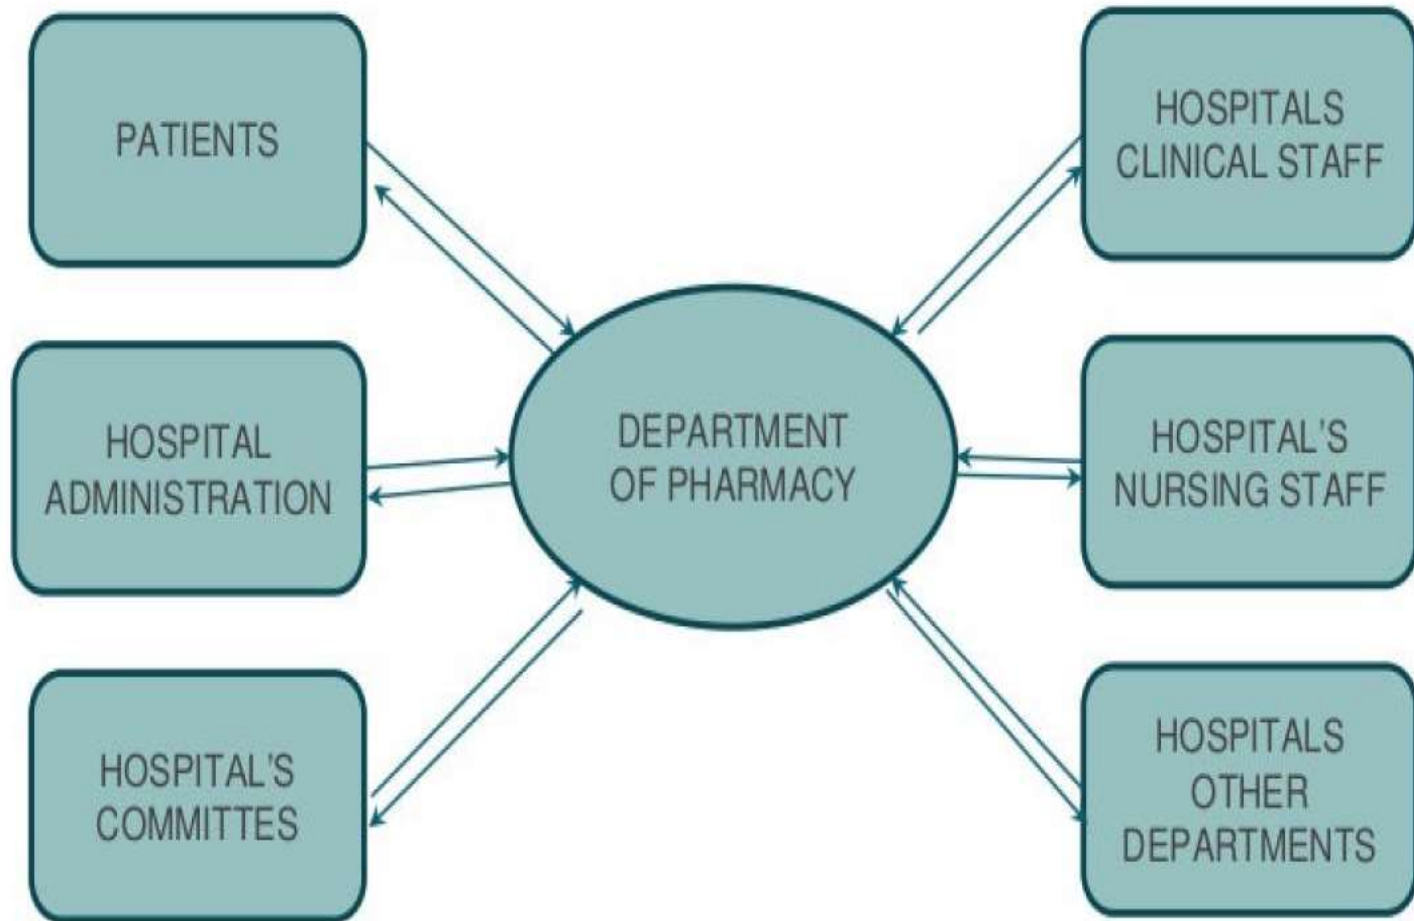 PATIENTS
HOSPITALS
CLINICAL STAFF
HOSPITAL
ADMINISTRATION
DEPARTMENT
OF PHARMACY
HOSPITAL'S
NURSING STAFF
HOSPITAL'S
COMMITTES
HOSPITALS
OTHER
DEPARTMENTS